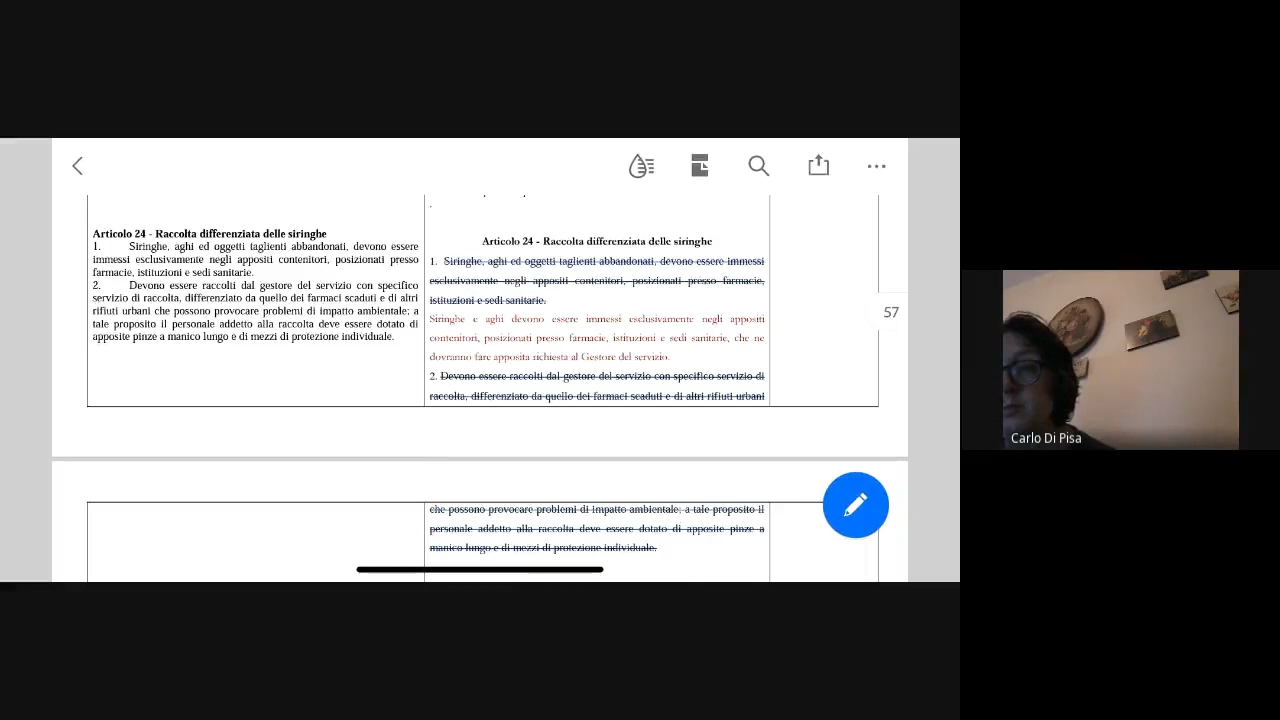 Articolo 24 - Raccolta differenziata delle siringhe
1. Siringhe, aghi ed oggetti taglienti abbandonati, devono essere
immessi esclusivamente negli appositi contenitori, posizionati presso
farmacie, istituzioni e sedi sanitarie.
2. Devono essere raccolti dal gestore del servizio con specifico
servizio di raccolta, differenziato da quello dei farmaci scaduti e di altri
rifiuti urbani che possono provocare problemi di impatto ambientale; a
tale proposito il personale addetto alla raccolta deve essere dotato di
apposite pinze a manico lungo e di mezzi di protezione individuale.
Articolo 24 - Raccolta differenziata delle siringhe
1. Siringhe, aghi ed oggetti taglienti abbandonati, devono essere immessi
esclusivamente negli appositi contenitori, posizionati presso farmacie,
istituzioni e sedi sanitarie.
Siringhe e aghi devono essere immessi esclusivamente negli appositi
contenitori, posizionati presso farmacie, istituzioni e sedi sanitarie, che ne
dovranno fare apposita richiesta al Gestore del servizio.
2. Devono essere raccolti dal gestore del servizio con specifico servizio di
raccolta, differenziato da quello dei farmaci scaduti e di altri rifiuti urbani
57
che possono provocare problemi di impatto ambientale; a tale proposito il
personale addetto alla raccolta deve essere dotato di apposite pinze a
manico lungo e di mezzi di protezione individuale.
Carlo Di Pisa